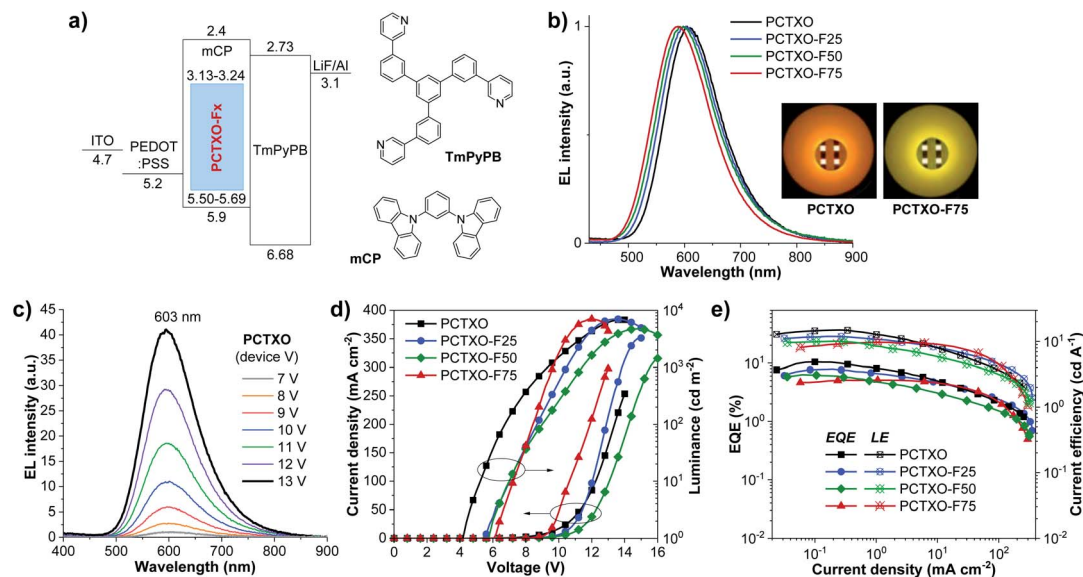 a)
2.4
mCP
3.13-3.24
PCTXO-Fx
5.50-5.69
5.9
2.73
TmPyPB
6.68
LiF/Al
3.1
ITO
4.7
PEDOT
:PSS
5.2
N
N
N
TmPyPB
N
N
mCP
b)
EL intensity (a.u.)
1
0
PCTXO
PCTXO-F25
PCTXO-F50
PCTXO-F75
PCTXO
PCTXO-F75
500 600 700 800 900
Wavelength (nm)
c)
EL intensity (a.u.)
45
40
35
30
25
20
15
10
5
0
603 nm
PCTXO
(device V)
7 V
8 V
9 V
10 V
11 V
12 V
13 V
400 500 600 700 800 900
Wavelength (nm)
d)
Current density (mA cm-2)
400
350
300
250
200
150
100
50
0
PCTXO
PCTXO-F25
PCTXO-F50
PCTXO-F75
10^4
10^3
10^2
10^1
10^0
Luminance (cd m-2)
0 2 4 6 8 10 12 14 16
Voltage (V)
e)
EQE (%)
10^2
10^1
10^0
10^-1
10^-2
EQE LE
PCTXO
PCTXO-F25
PCTXO-F50
PCTXO-F75
10^2
10^1
10^0
10^-1
10^-2
Current efficiency (cd A-1)
10^-1 10^0 10^1 10^2
Current density (mA cm-2)